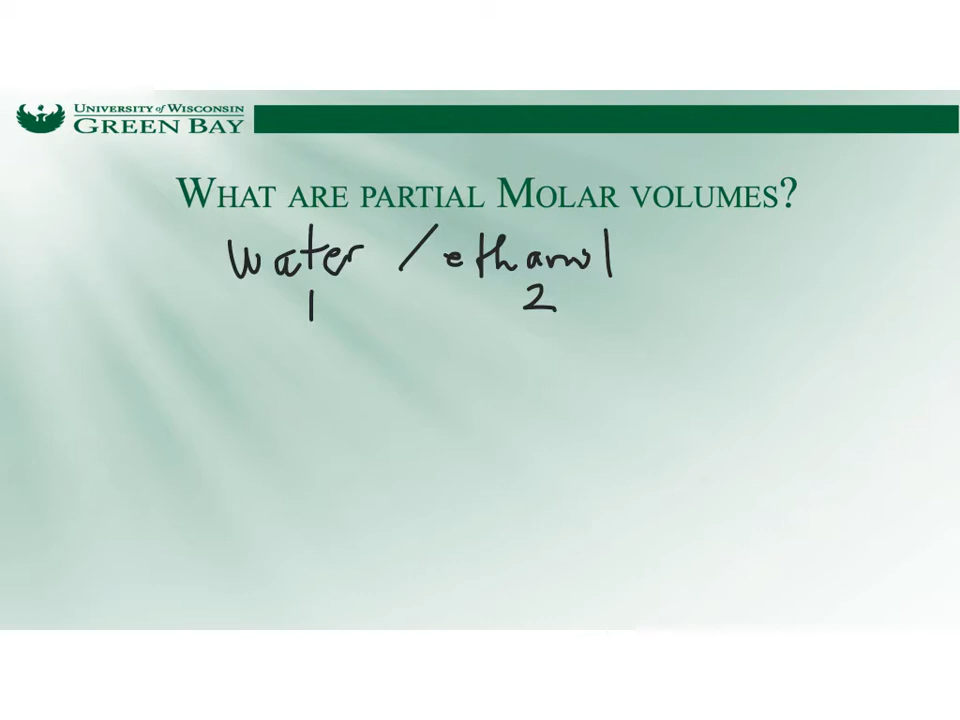 UNIVERSITY of WISCONSIN
GREEN BAY
WHAT ARE PARTIAL MOLAR VOLUMES?
water / ethanol
1 2